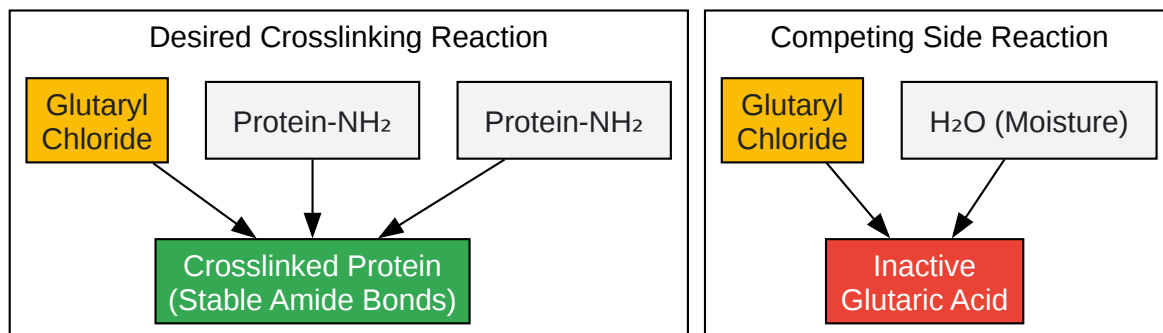 Desired Crosslinking Reaction
Glutaryl
Chloride
Protein-NH₂
Protein-NH₂
Crosslinked Protein
(Stable Amide Bonds)
Competing Side Reaction
Glutaryl
Chloride
H₂O (Moisture)
Inactive
Glutaric Acid